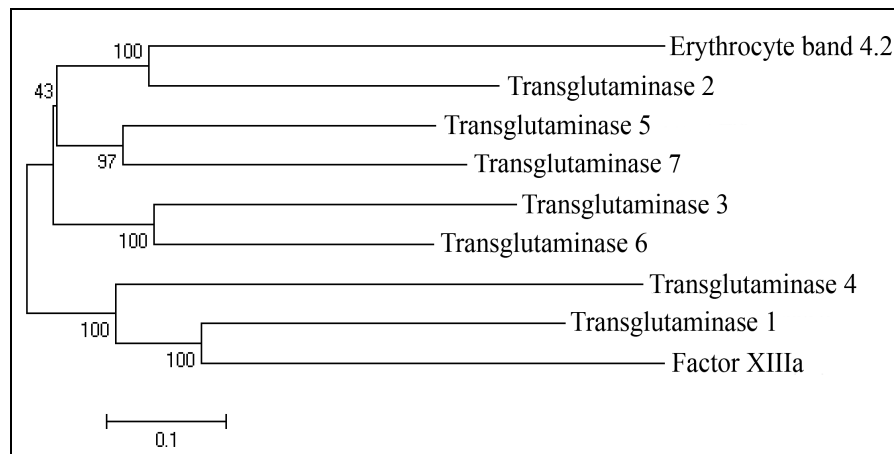 100
Erythrocyte band 4.2
43
Transglutaminase 2
Transglutaminase 5
97
Transglutaminase 7
Transglutaminase 3
100
Transglutaminase 6
Transglutaminase 4
100
Transglutaminase 1
100
Factor XIIIa
0.1